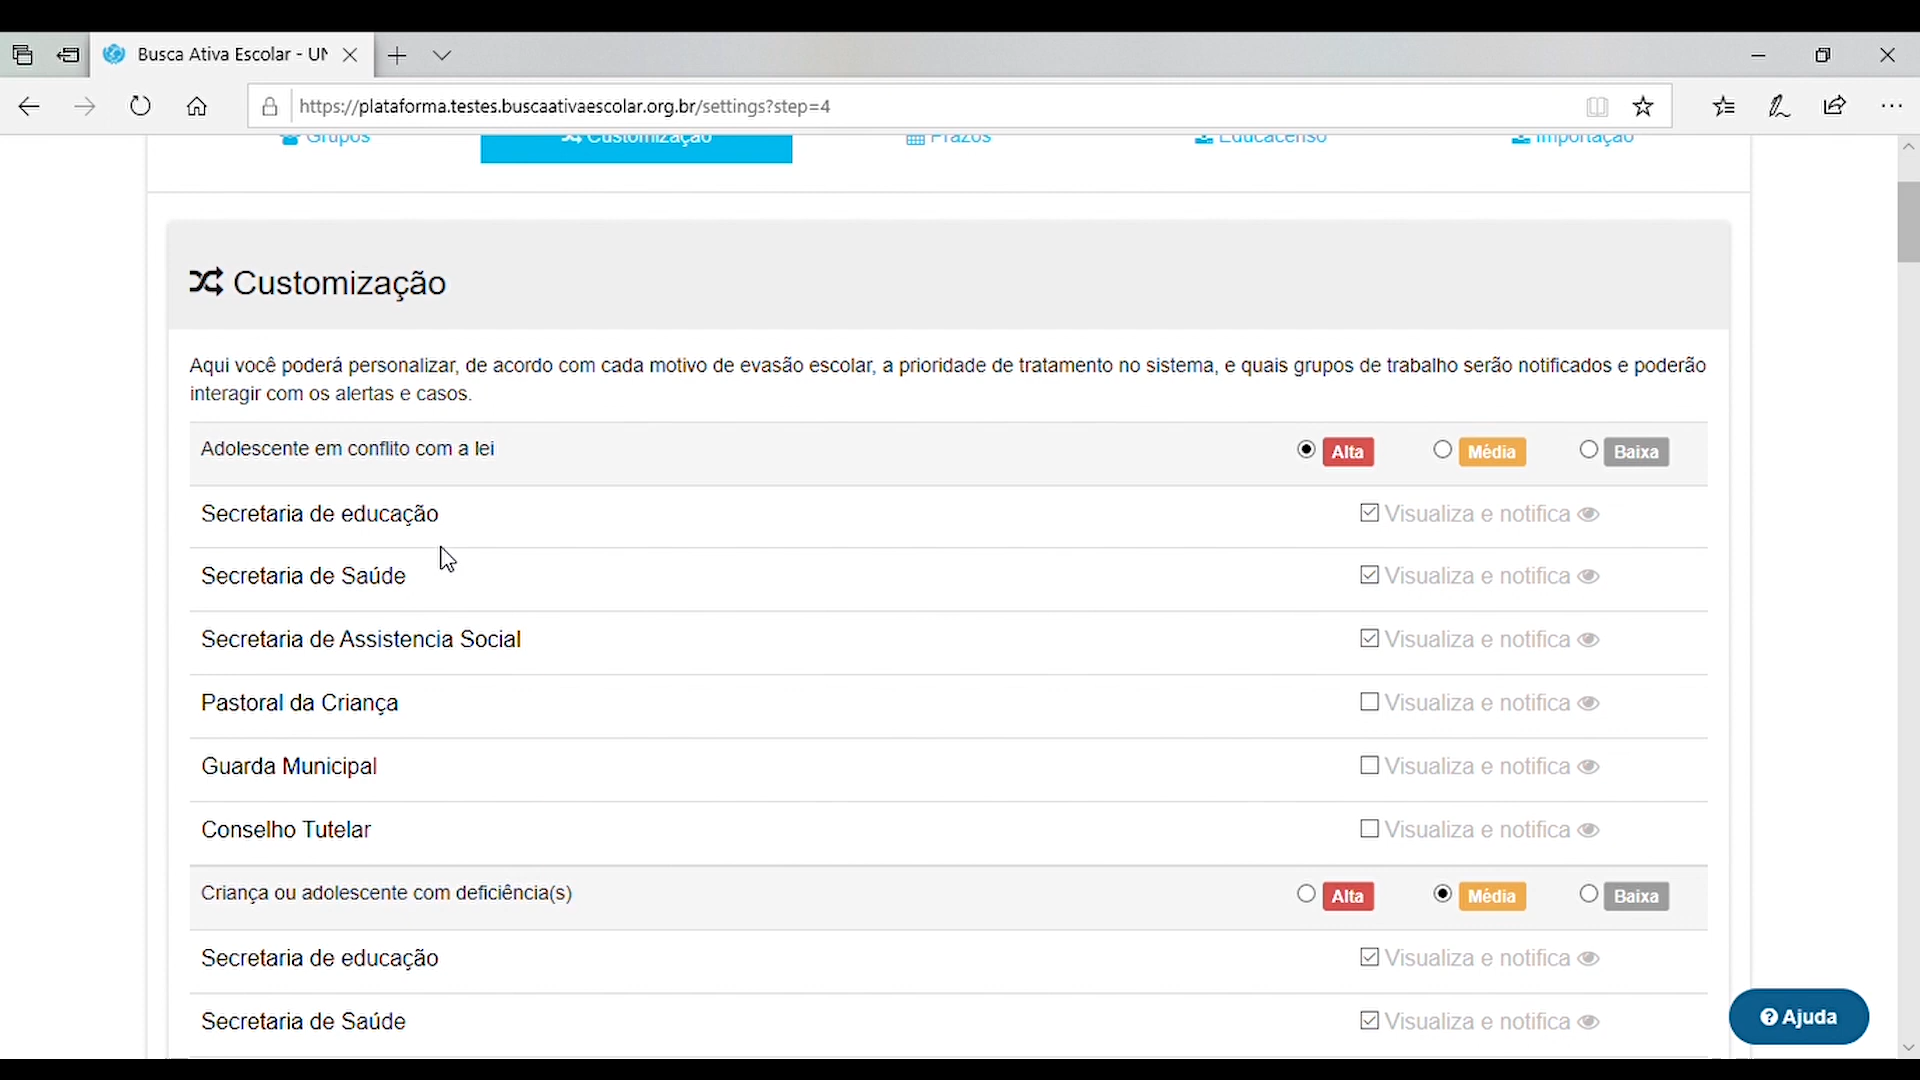 Busca Ativa Escolar - UN
https://plataforma.testes.buscaativaescolar.org.br/settings?step=4
Grupos Customização Prazos Educacenso Importação
Customização
Aqui você poderá personalizar, de acordo com cada motivo de evasão escolar, a prioridade de tratamento no sistema, e quais grupos de trabalho serão notificados e poderão
interagir com os alertas e casos.
Adolescente em conflito com a lei Alta Média Baixa
Secretaria de educação Visualiza e notifica
Secretaria de Saúde Visualiza e notifica
Secretaria de Assistencia Social Visualiza e notifica
Pastoral da Criança Visualiza e notifica
Guarda Municipal Visualiza e notifica
Conselho Tutelar Visualiza e notifica
Criança ou adolescente com deficiência(s) Alta Média Baixa
Secretaria de educação Visualiza e notifica
Secretaria de Saúde Visualiza e notifica
Ajuda